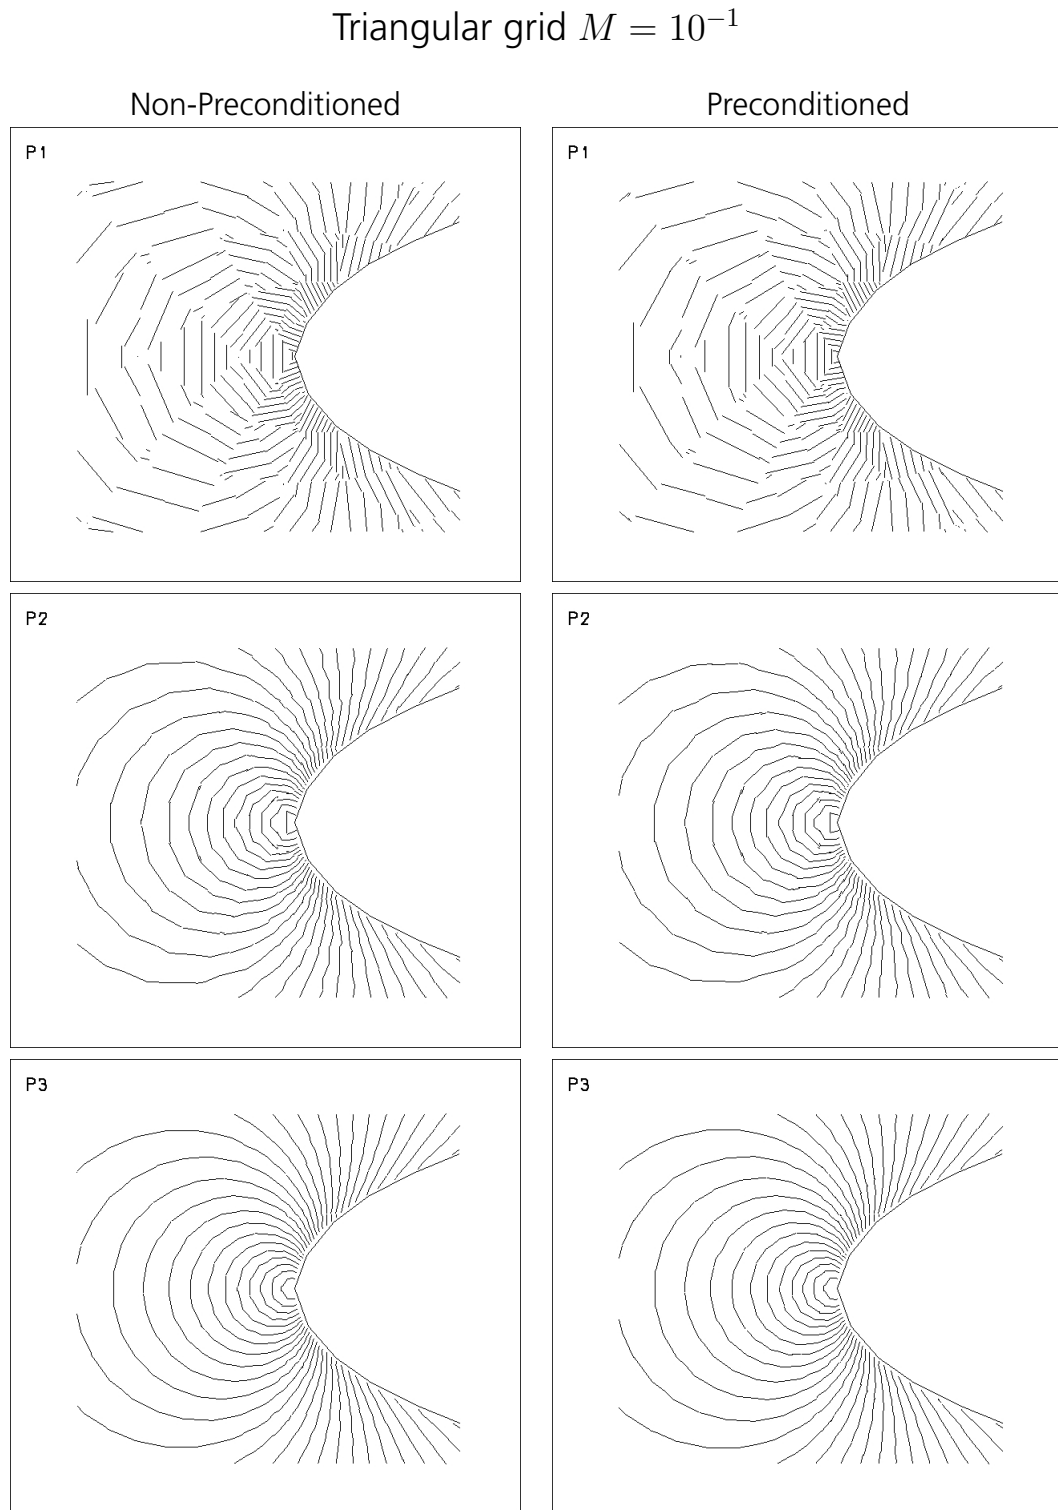 Triangular grid $M = 10^{-1}$
Non-Preconditioned
Preconditioned
P1
P1
P2
P2
P3
P3